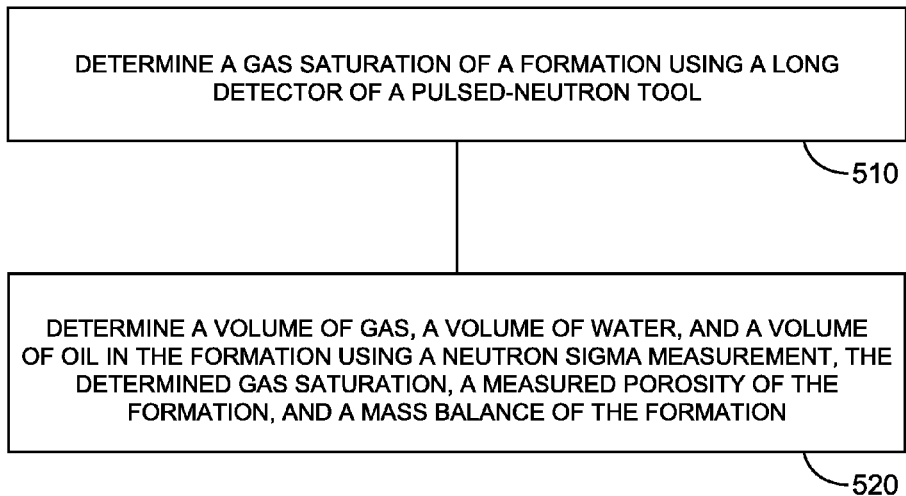 DETERMINE A GAS SATURATION OF A FORMATION USING A LONG
DETECTOR OF A PULSED-NEUTRON TOOL
510
DETERMINE A VOLUME OF GAS, A VOLUME OF WATER, AND A VOLUME
OF OIL IN THE FORMATION USING A NEUTRON SIGMA MEASUREMENT, THE
DETERMINED GAS SATURATION, A MEASURED POROSITY OF THE
FORMATION, AND A MASS BALANCE OF THE FORMATION
520